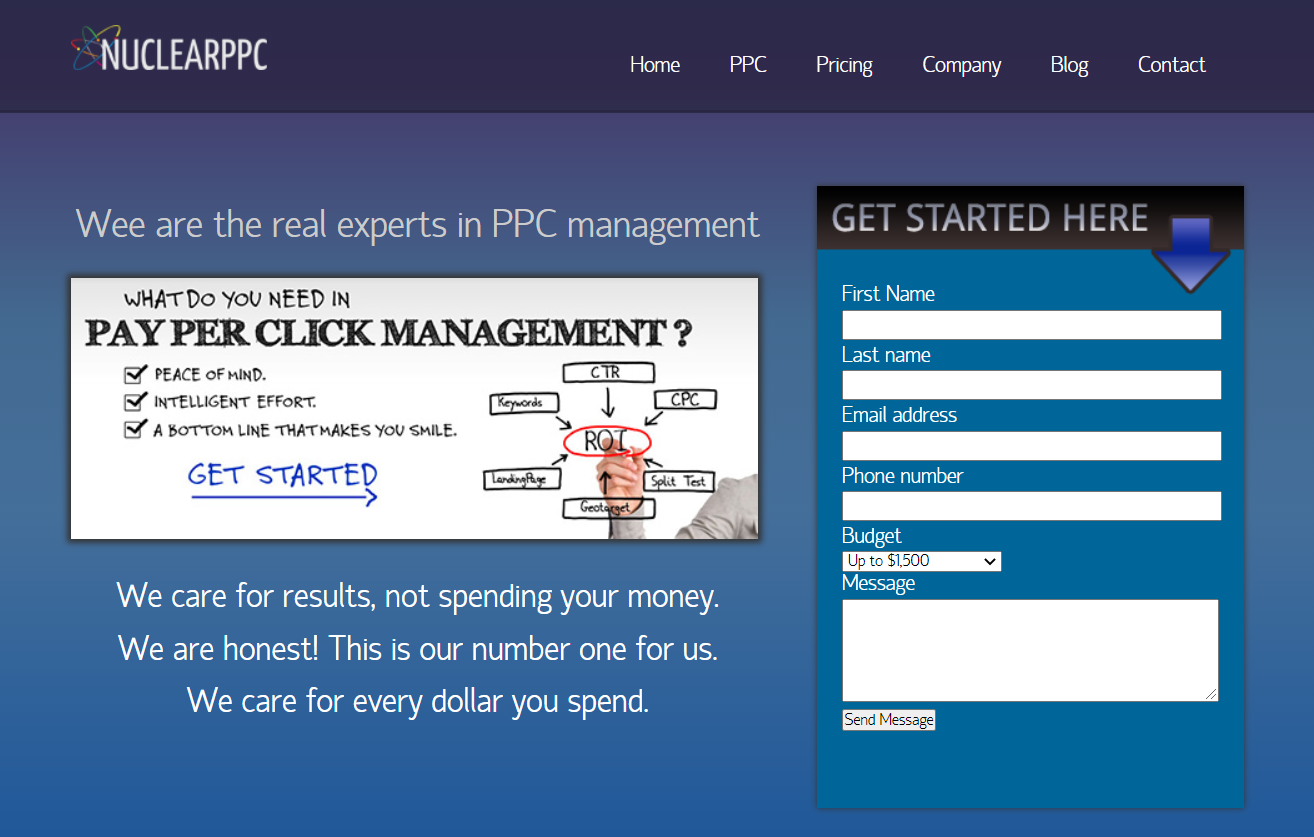 NUCLEARPPC
Home PPC Pricing Company Blog Contact
Wee are the real experts in PPC management
WHAT DO YOU NEED IN
PAY PER CLICK MANAGEMENT ?
PEACE OF MIND.
INTELLIGENT EFFORT.
A BOTTOM LINE THAT MAKES YOU SMILE.
GET STARTED
CTR
Keywords
CPC
ROI
LandingPage
Split Test
Geotarget
We care for results, not spending your money.
We are honest! This is our number one for us.
We care for every dollar you spend.
GET STARTED HERE
First Name
Last name
Email address
Phone number
Budget
Up to $1,500
Message
Send Message